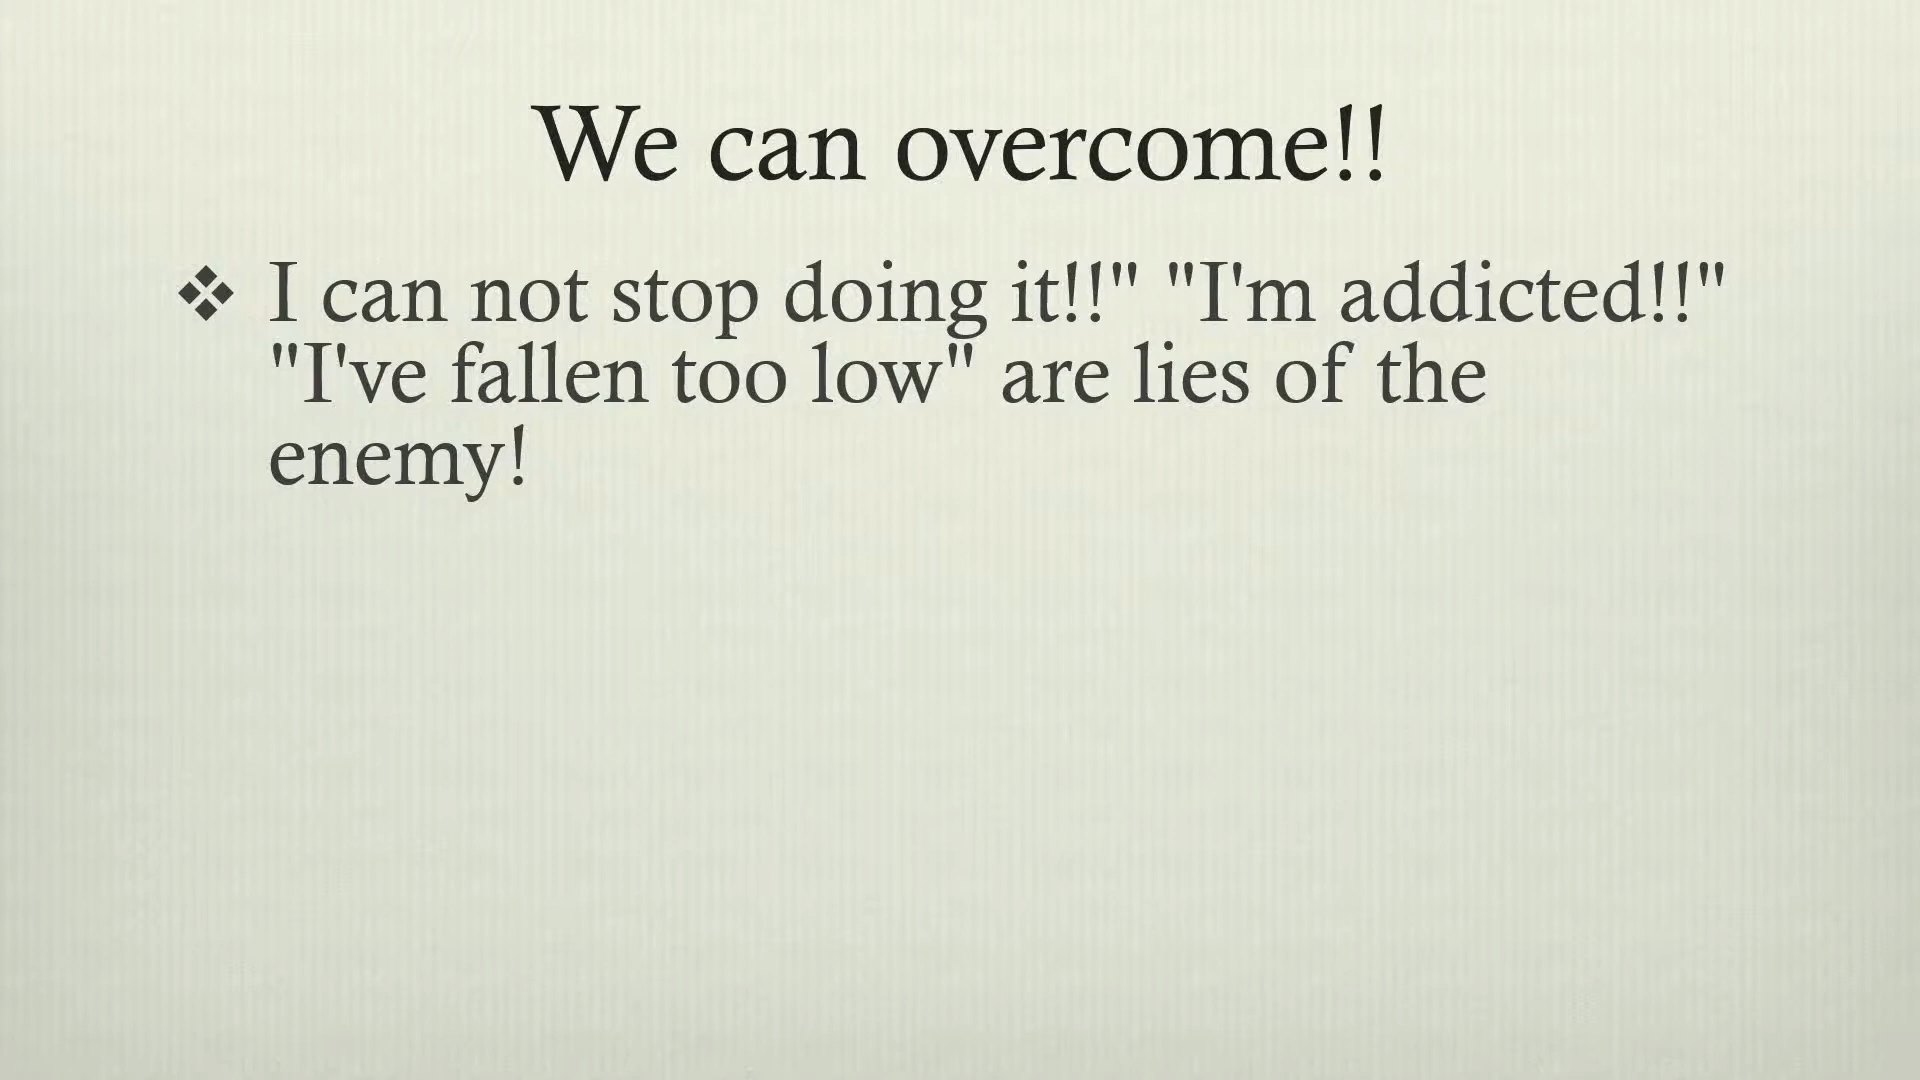 We can overcome!!
❖ I can not stop doing it!!" "I'm addicted!!"
"I've fallen too low" are lies of the
enemy!